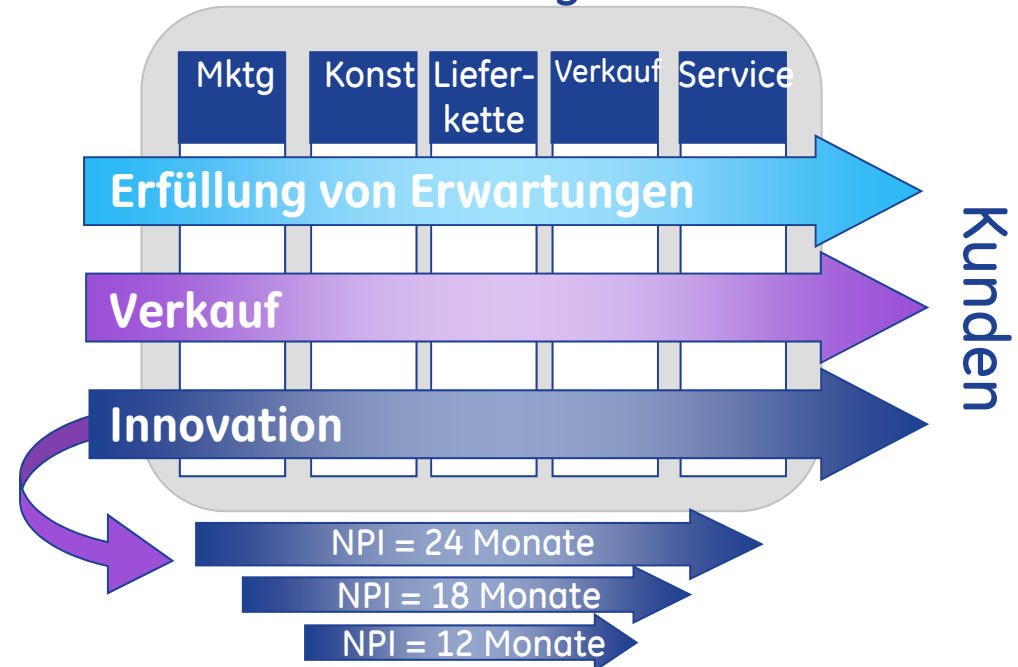 Mktg
Konst
Liefer-
kette
Verkauf
Service
Erfüllung von Erwartungen
Verkauf
Innovation
Kunden
NPI = 24 Monate
NPI = 18 Monate
NPI = 12 Monate